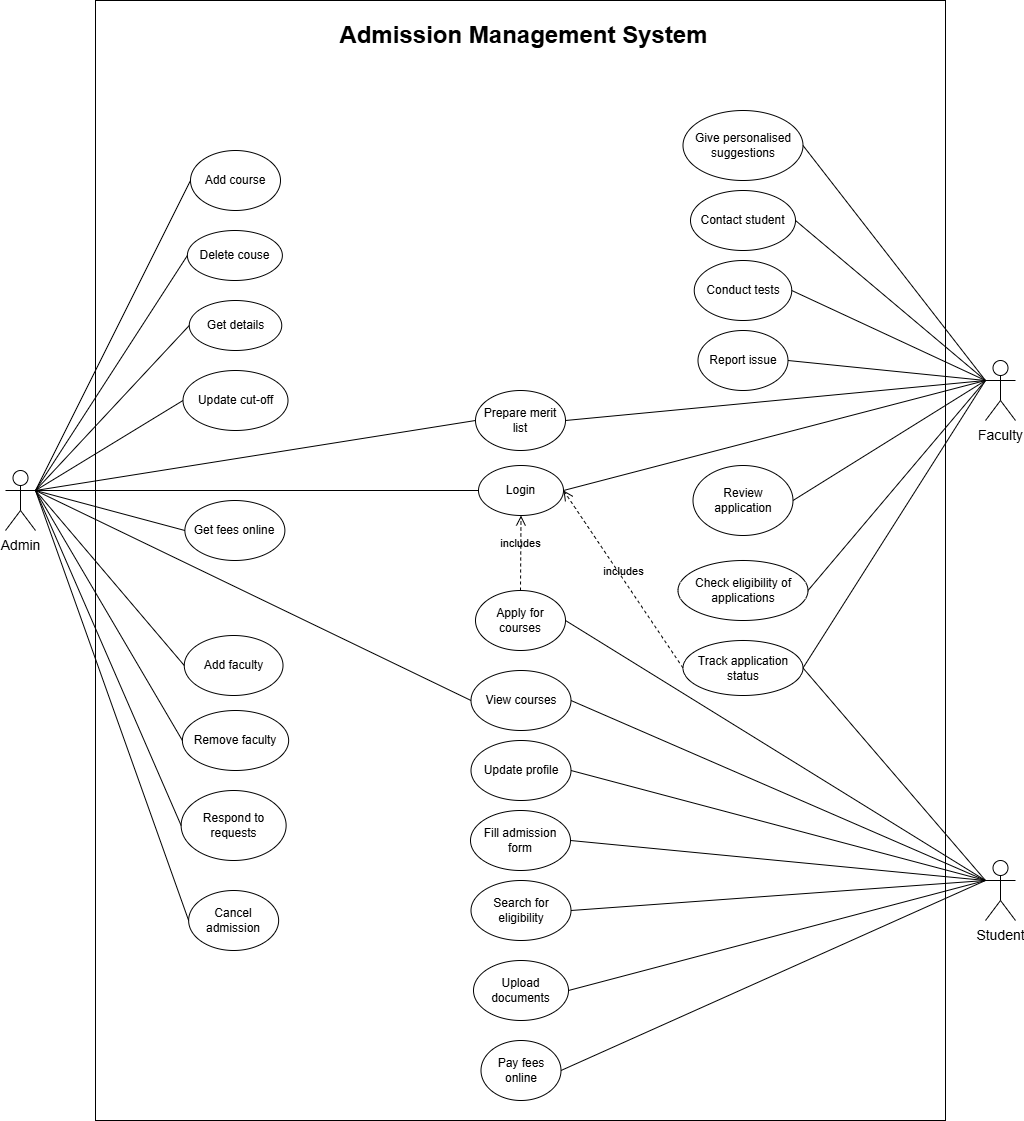 Admission Management System
Give personalised
suggestions
Add course
Contact student
Delete couse
Conduct tests
Get details
Report issue
Update cut-off
Prepare merit
list
Faculty
Login
Review
application
Get fees online
Admin
includes
includes
Check eligibility of
applications
Apply for
courses
Add faculty
Track application
status
View courses
Remove faculty
Update profile
Respond to
requests
Fill admission
form
Search for
eligibility
Cancel
admission
Student
Upload
documents
Pay fees
online